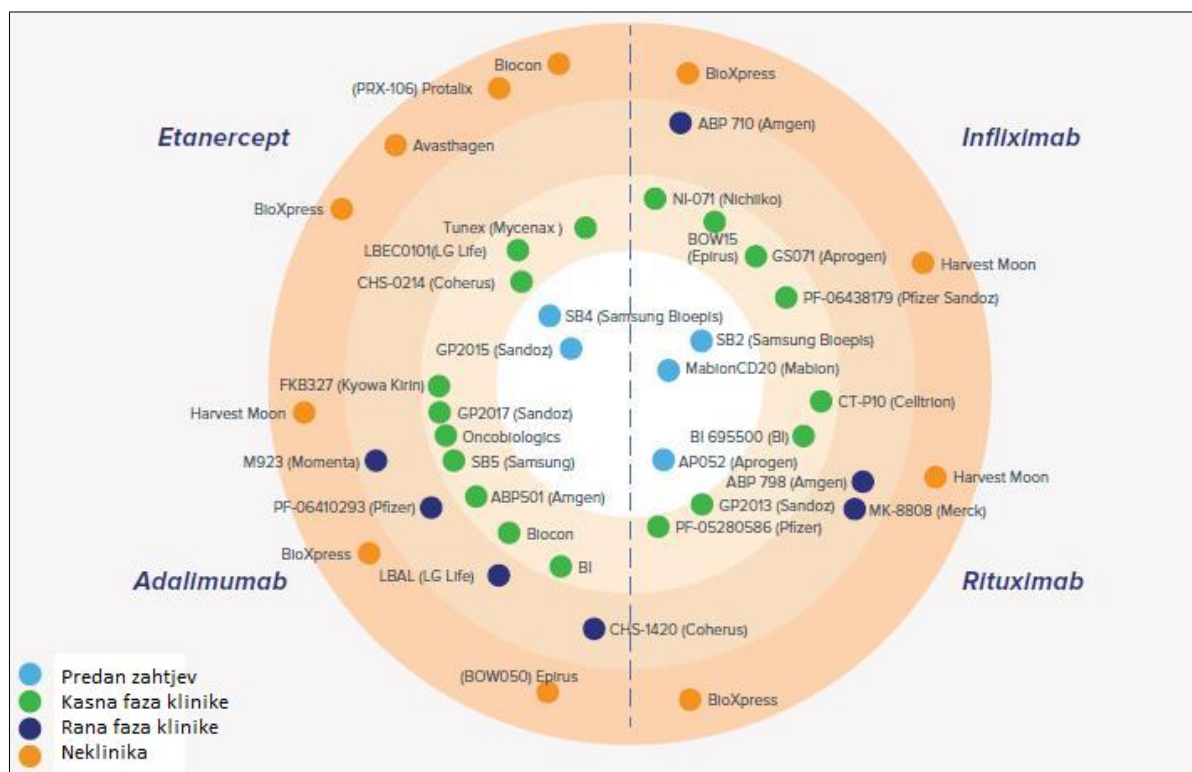 Etanercept
Biocon
(PRX-106) Protalix
Avasthagen
BioXpress
Tunex (Mycenax )
LBEC0101(LG Life)
CHS-0214 (Coherus)
SB4 (Samsung Bioepis)
GP2015 (Sandoz)
Infliximab
BioXpress
ABP 710 (Amgen)
NI-071 (Nichiiko)
BOW15
(Epirus)
GS071 (Aprogen)
Harvest Moon
PF-06438179 (Pfizer Sandoz)
SB2 (Samsung Bioepis)
MabionCD20 (Mabion)
CT-P10 (Celltrion)
BI 695500 (BI)
AP052 (Aprogen)
ABP 798 (Amgen)
Harvest Moon
GP2013 (Sandoz)
MK-8808 (Merck)
PF-05280586 (Pfizer)
Rituximab
BioXpress
FKB327 (Kyowa Kirin)
Harvest Moon
GP2017 (Sandoz)
Oncobiologics
M923 (Momenta)
SB5 (Samsung)
ABP501 (Amgen)
PF-06410293 (Pfizer)
Biocon
BioXpress
BI
Adalimumab
LBAL (LG Life)
CHS-1420 (Coherus)
(BOW050) Epirus
Predan zahtjev
Kasna faza klinike
Rana faza klinike
Neklinika